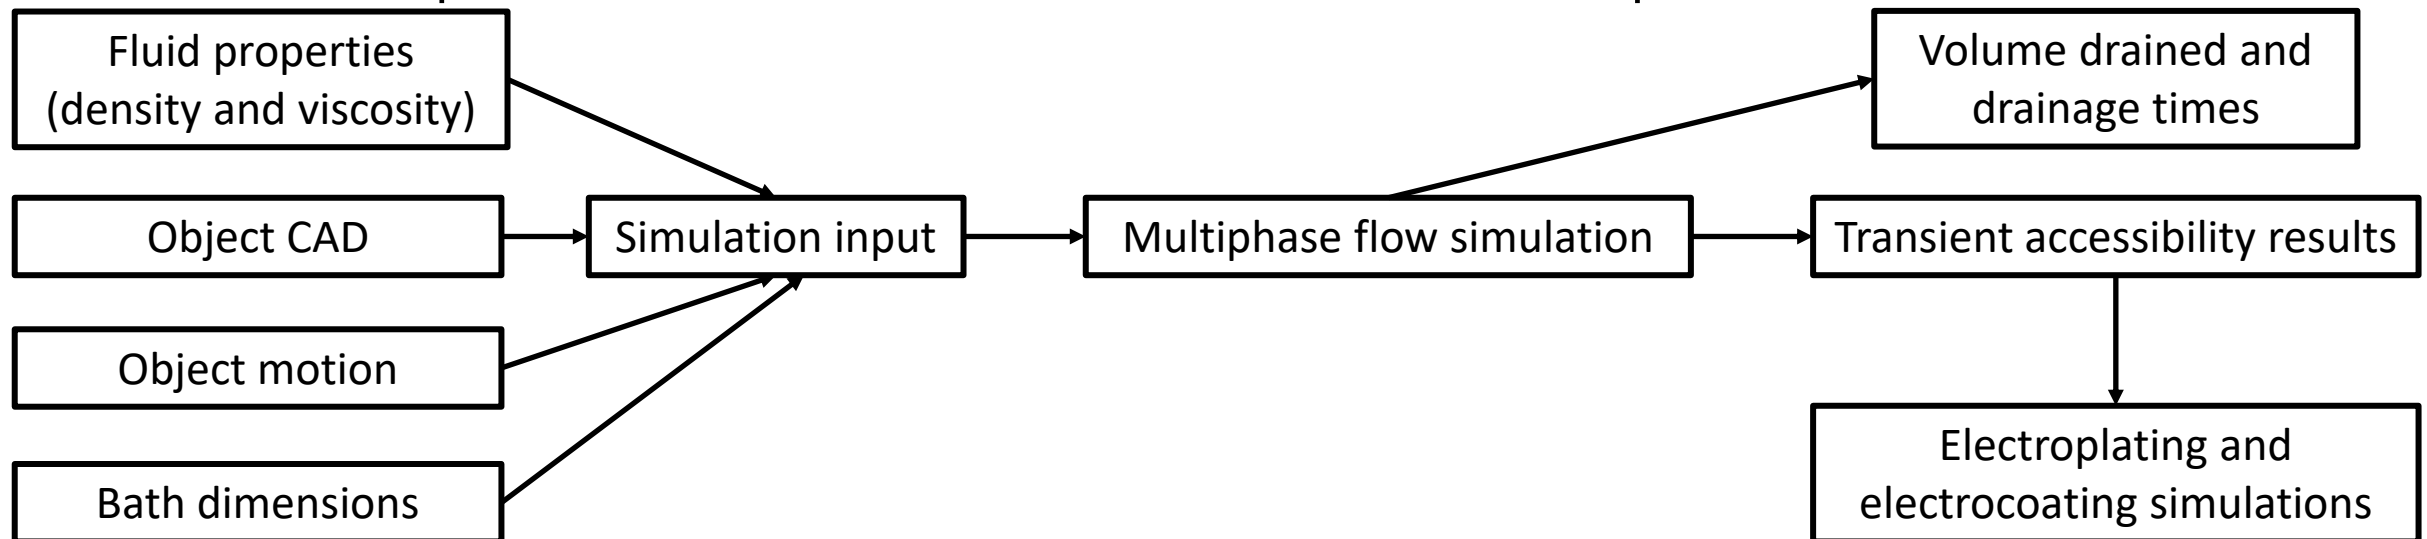 Fluid properties
(density and viscosity)
Object CAD
Object motion
Bath dimensions
Simulation input
Multiphase flow simulation
Volume drained and
drainage times
Transient accessibility results
Electroplating and
electrocoating simulations